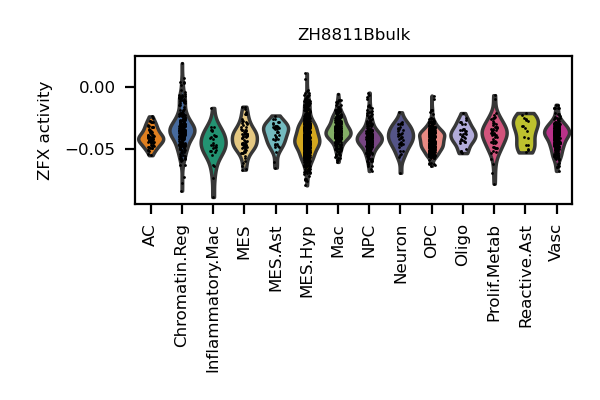 ZH8811Bbulk
ZFX activity
0.00
−0.05
AC
Chromatin.Reg
Inflammatory.Mac
MES
MES.Ast
MES.Hyp
Mac
NPC
Neuron
OPC
Oligo
Prolif.Metab
Reactive.Ast
Vasc